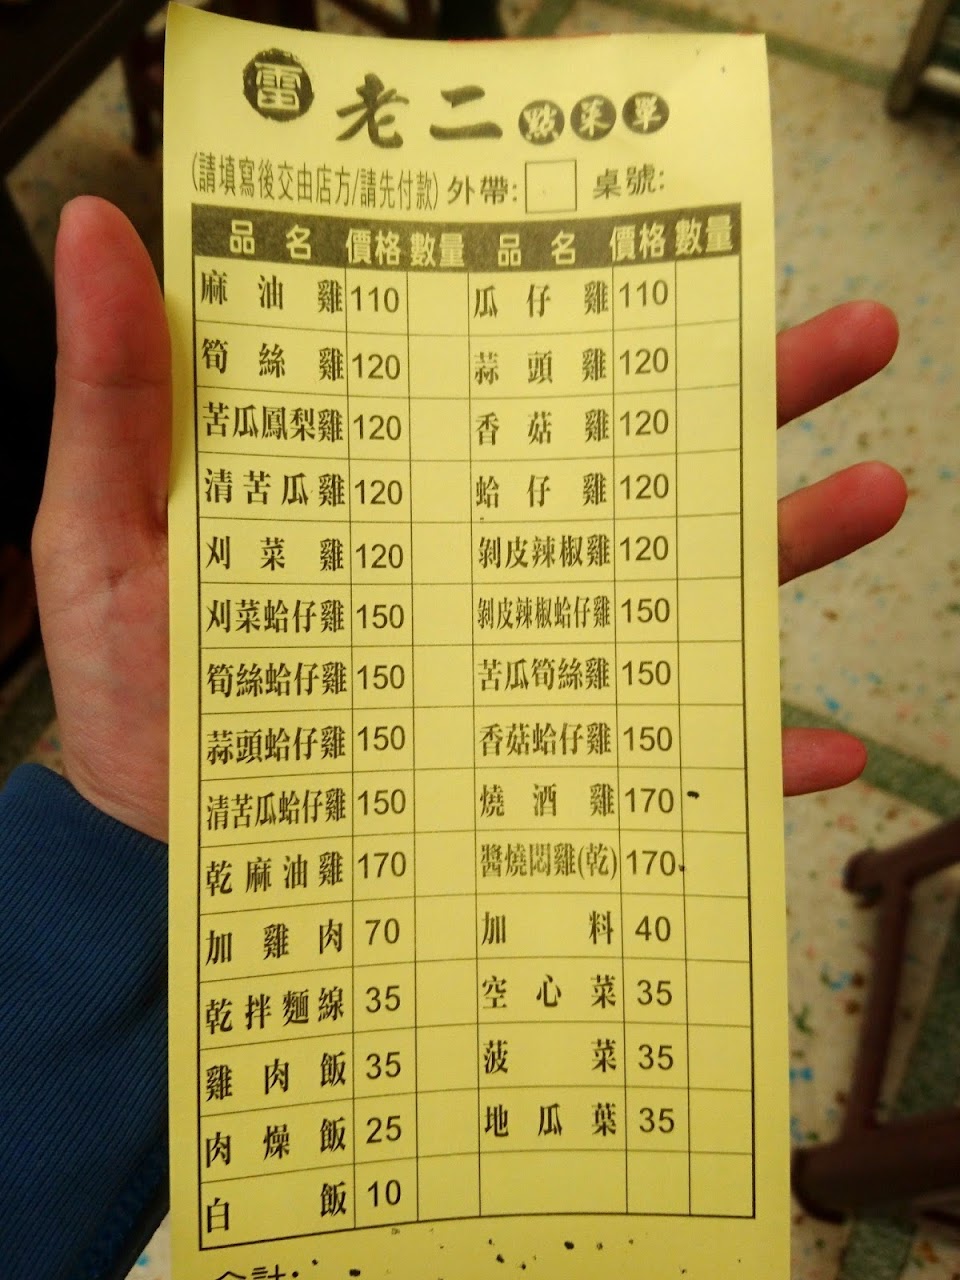 雷 老二 點菜單
(請填寫後交由店方/請先付款) 外帶: 桌號:
品名 價格 數量 品名 價格 數量
麻油雞 110 瓜仔雞 110
筍絲雞 120 蒜頭雞 120
苦瓜鳳梨雞 120 香菇雞 120
清苦瓜雞 120 蛤仔雞 120
刈菜雞 120 剝皮辣椒雞 120
刈菜蛤仔雞 150 剝皮辣椒蛤仔雞 150
筍絲蛤仔雞 150 苦瓜筍絲雞 150
蒜頭蛤仔雞 150 香菇蛤仔雞 150
清苦瓜蛤仔雞 150 燒酒雞 170
乾麻油雞 170 醬燒悶雞(乾) 170
加雞肉 70 加料 40
乾拌麵線 35 空心菜 35
雞肉飯 35 菠菜 35
肉燥飯 25 地瓜葉 35
白飯 10
合計: